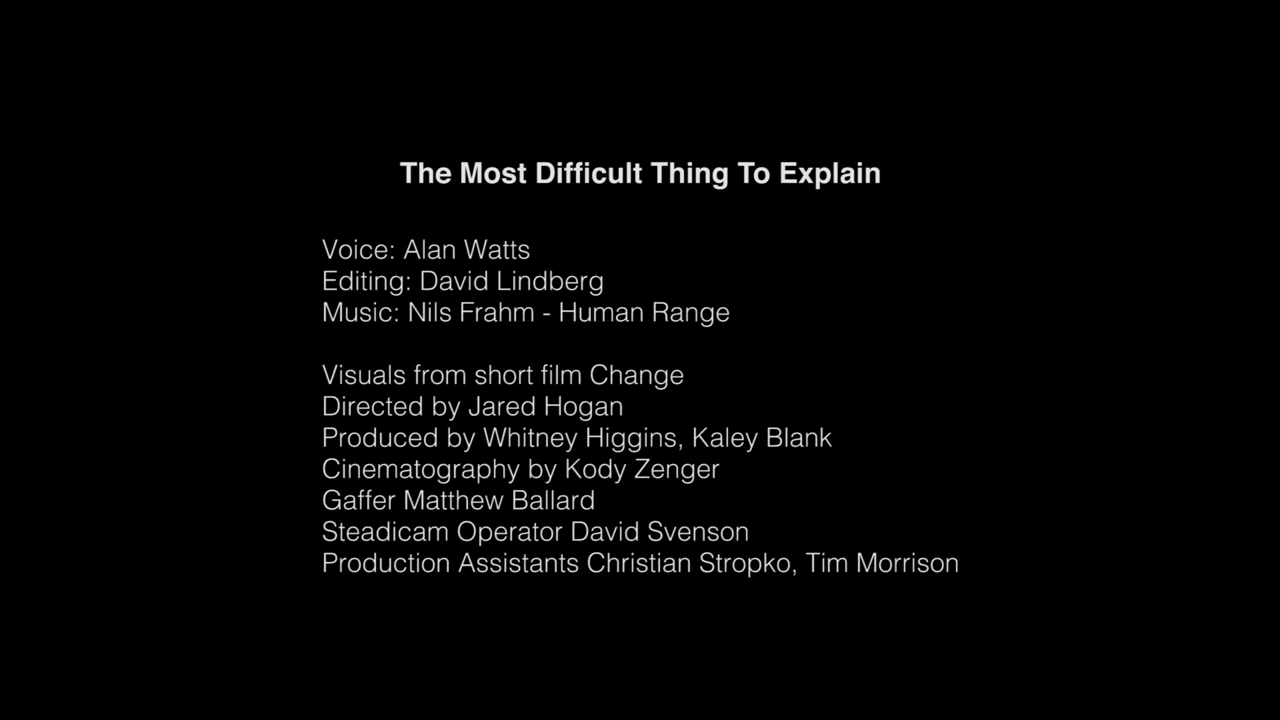 The Most Difficult Thing To Explain
Voice: Alan Watts
Editing: David Lindberg
Music: Nils Frahm - Human Range
Visuals from short film Change
Directed by Jared Hogan
Produced by Whitney Higgins, Kaley Blank
Cinematography by Kody Zenger
Gaffer Matthew Ballard
Steadicam Operator David Svenson
Production Assistants Christian Stropko, Tim Morrison